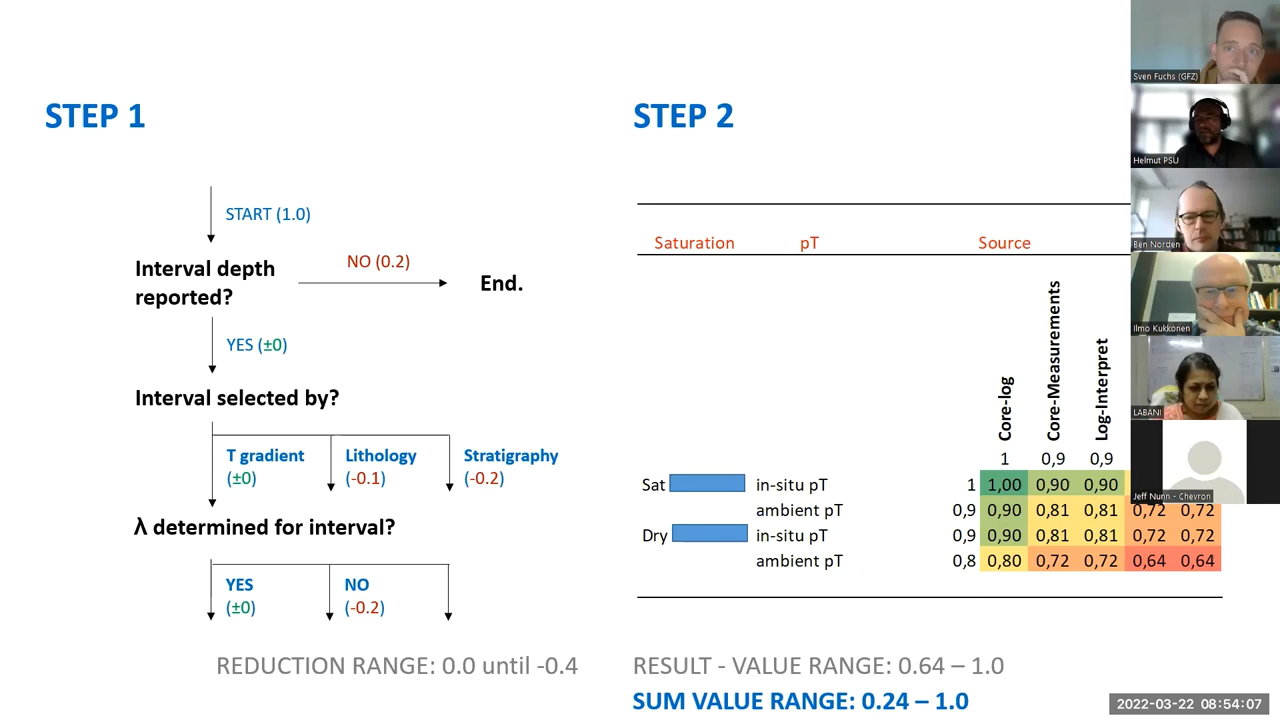 STEP 1
START (1.0)
Interval depth
reported?
NO (0.2)
End.
YES (±0)
Interval selected by?
T gradient
(±0)
Lithology
(-0.1)
Stratigraphy
(-0.2)
λ determined for interval?
YES
(±0)
NO
(-0.2)
REDUCTION RANGE: 0.0 until -0.4
STEP 2
Saturation pT Source
Core-log
Core-Measurements
Log-Interpret
1 0,9 0,9
Sat in-situ pT 1 1,00 0,90 0,90
ambient pT 0,9 0,90 0,81 0,81 0,72 0,72
Dry in-situ pT 0,9 0,90 0,81 0,81 0,72 0,72
ambient pT 0,8 0,80 0,72 0,72 0,64 0,64
RESULT - VALUE RANGE: 0.64 – 1.0
SUM VALUE RANGE: 0.24 – 1.0
Sven Fuchs (GFZ)
Helmut PSU
Ben Norden
Ilmo Kukkonen
LABANI
Jeff Nunn - Chevron
2022-03-22 08:54:07